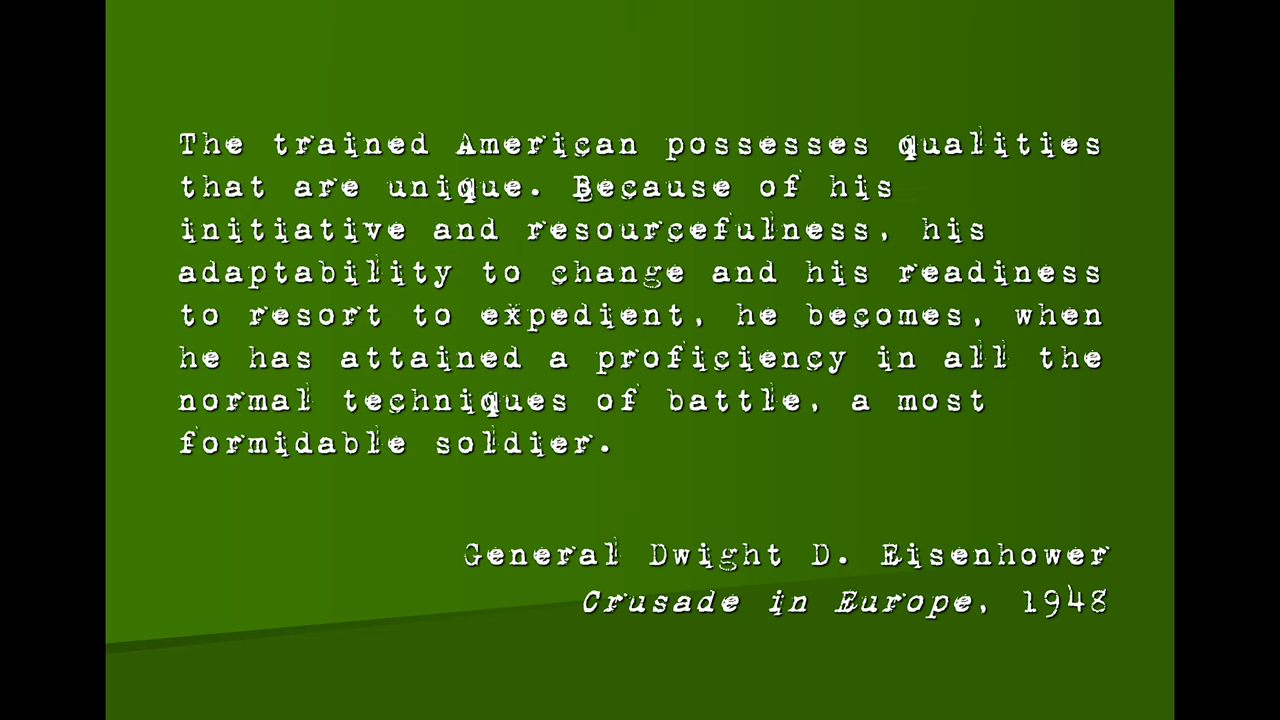 The trained American possesses qualities
that are unique. Because of his
initiative and resourcefulness, his
adaptability to change and his readiness
to resort to expedient, he becomes, when
he has attained a proficiency in all the
normal techniques of battle, a most
formidable soldier.
General Dwight D. Eisenhower
Crusade in Europe, 1948